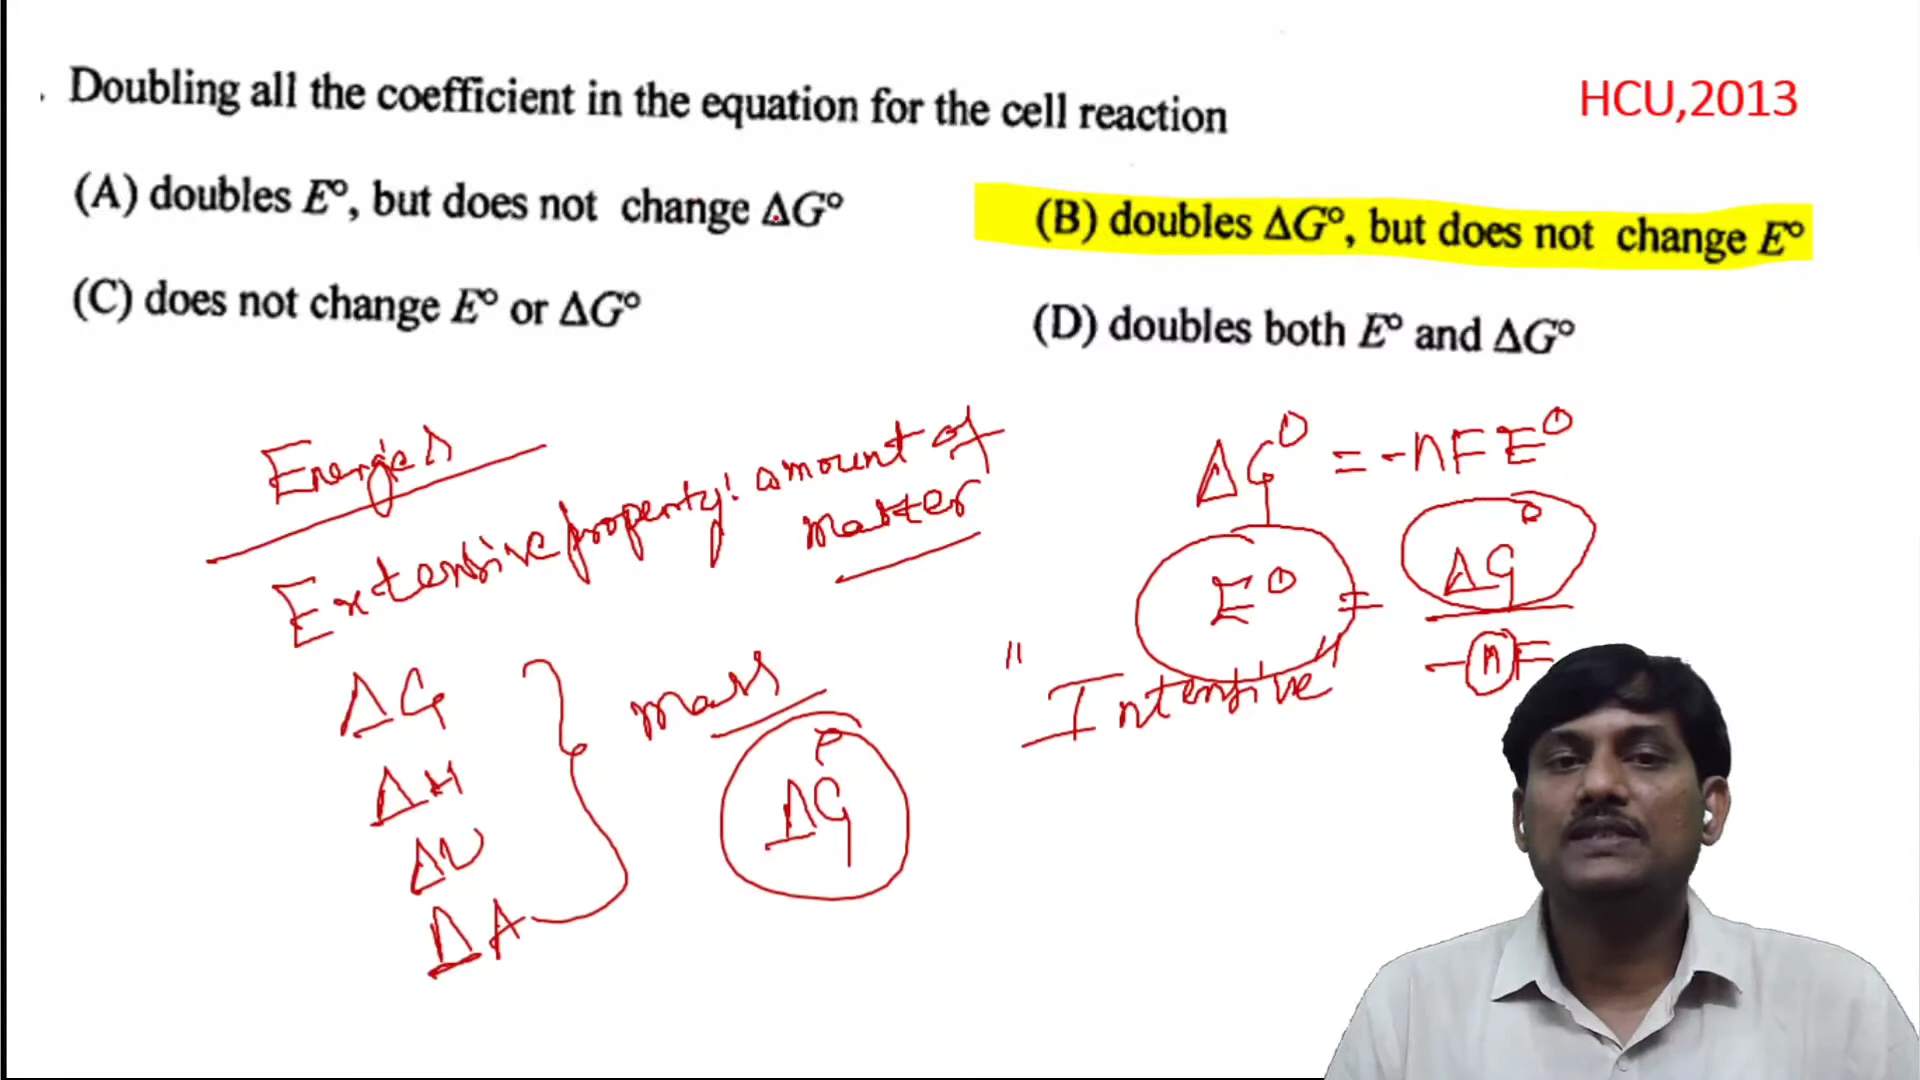 . Doubling all the coefficient in the equation for the cell reaction
HCU,2013
(A) doubles E°, but does not change ΔG°
(B) doubles ΔG°, but does not change E°
(C) does not change E° or ΔG°
(D) doubles both E° and ΔG°
Energies
Extensive property: amount of
matter
ΔG
ΔH
ΔU
ΔA
mass
ΔG°
ΔG° = -nFE°
E° = ΔG° / -nF
"Intensive"